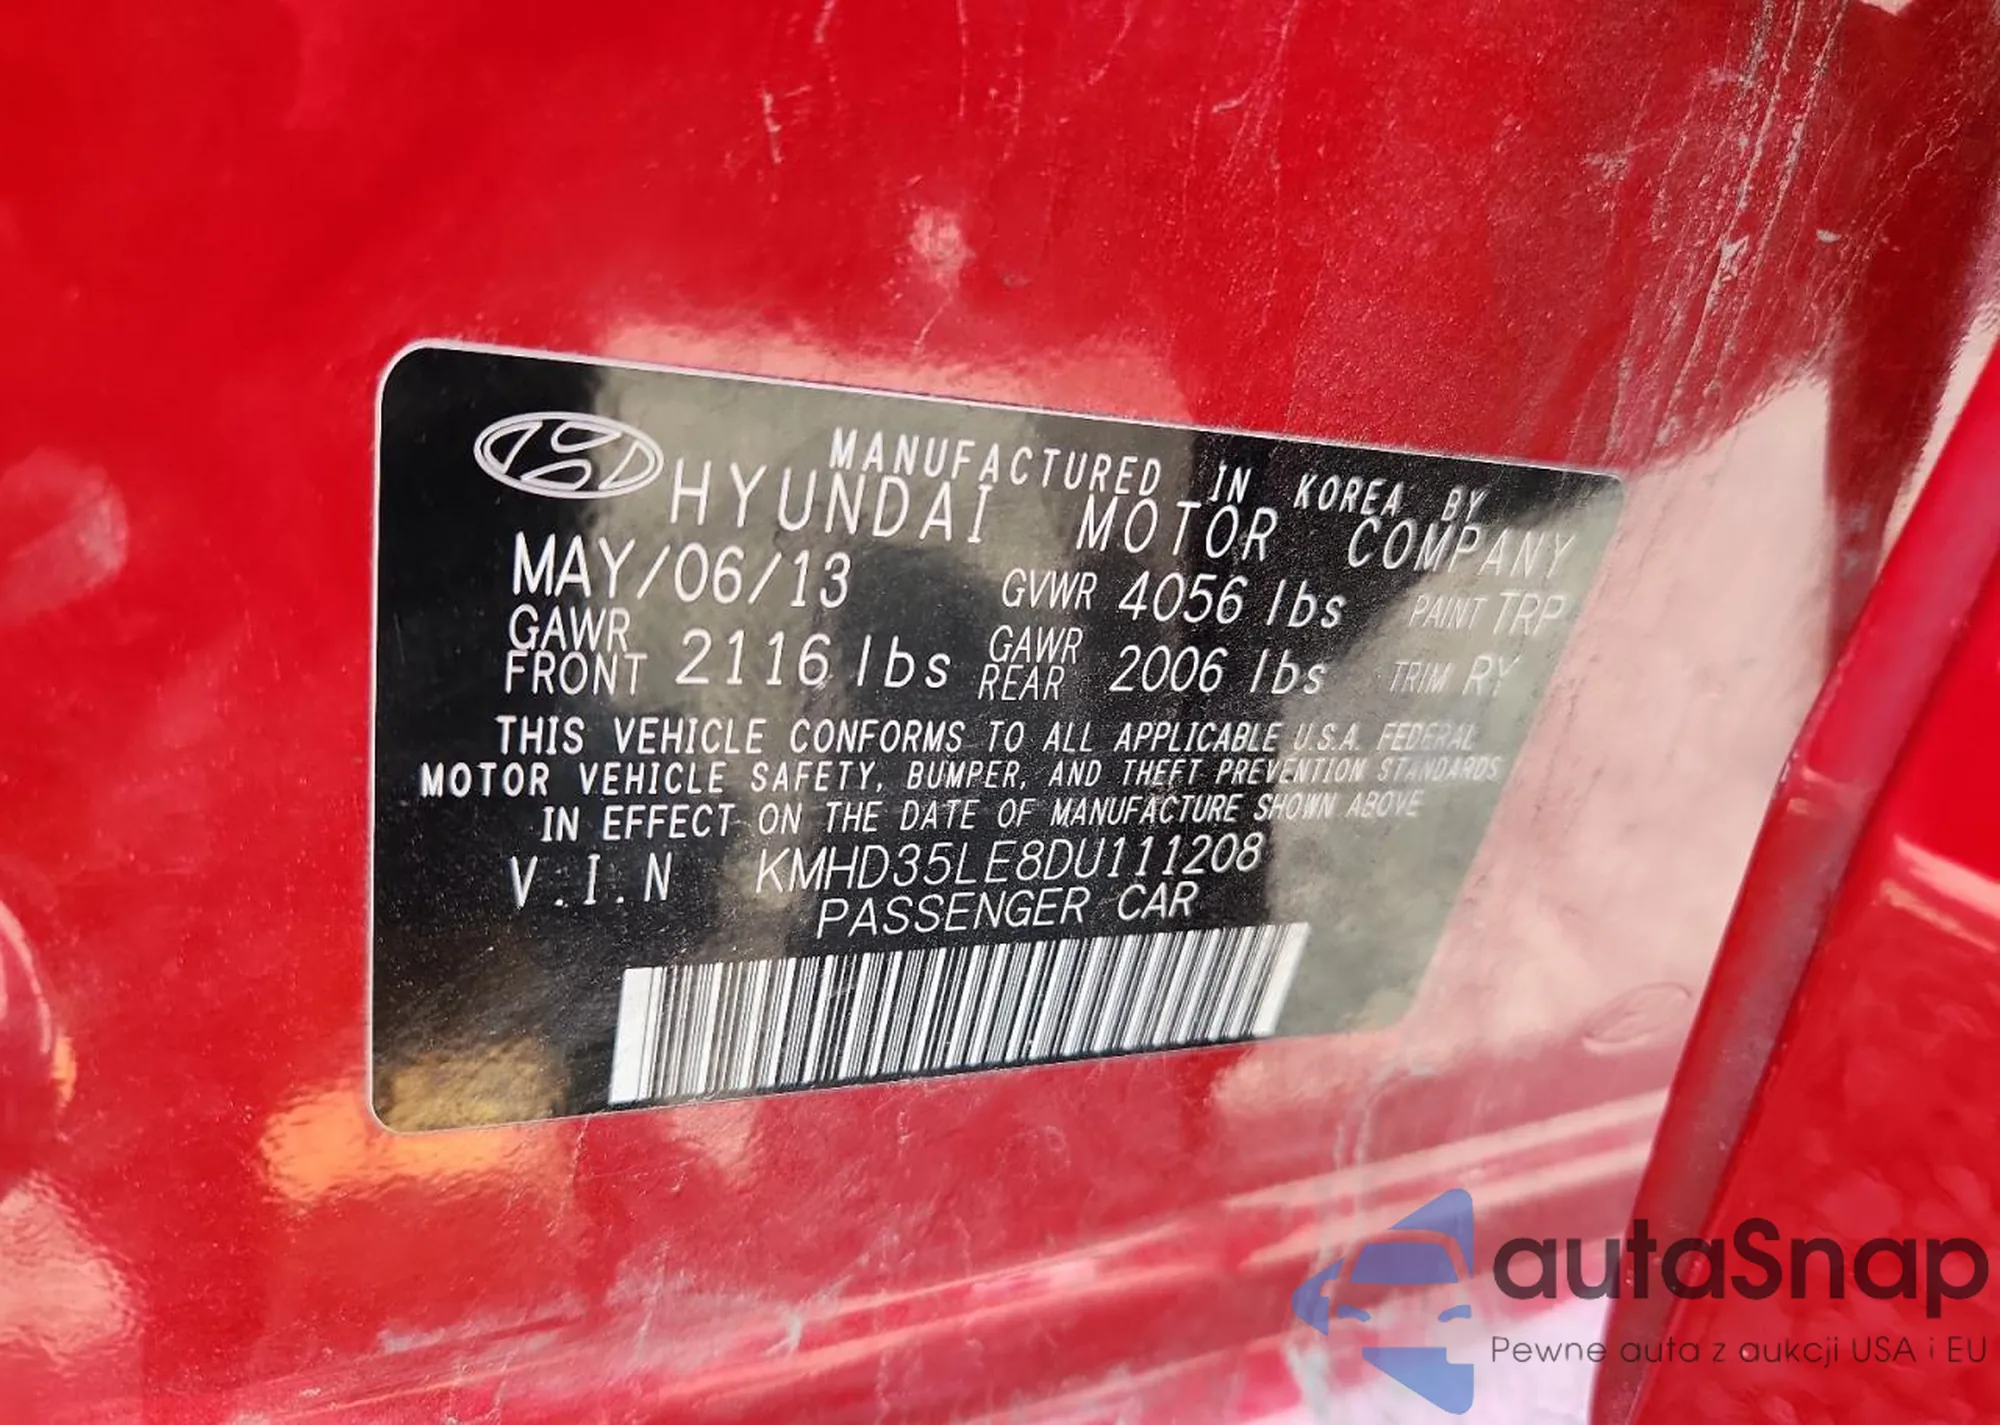 MANUFACTURED IN KOREA BY
HYUNDAI MOTOR COMPANY
MAY/06/13 GVWR 4056 lbs PAINT TRP
GAWR FRONT 2116 lbs GAWR REAR 2006 lbs TRIM RY
THIS VEHICLE CONFORMS TO ALL APPLICABLE U.S.A. FEDERAL
MOTOR VEHICLE SAFETY, BUMPER, AND THEFT PREVENTION STANDARDS
IN EFFECT ON THE DATE OF MANUFACTURE SHOWN ABOVE
V.I.N KMHD35LE8DU111208
PASSENGER CAR
autaSnap
Pewne auta z aukcji USA i EU